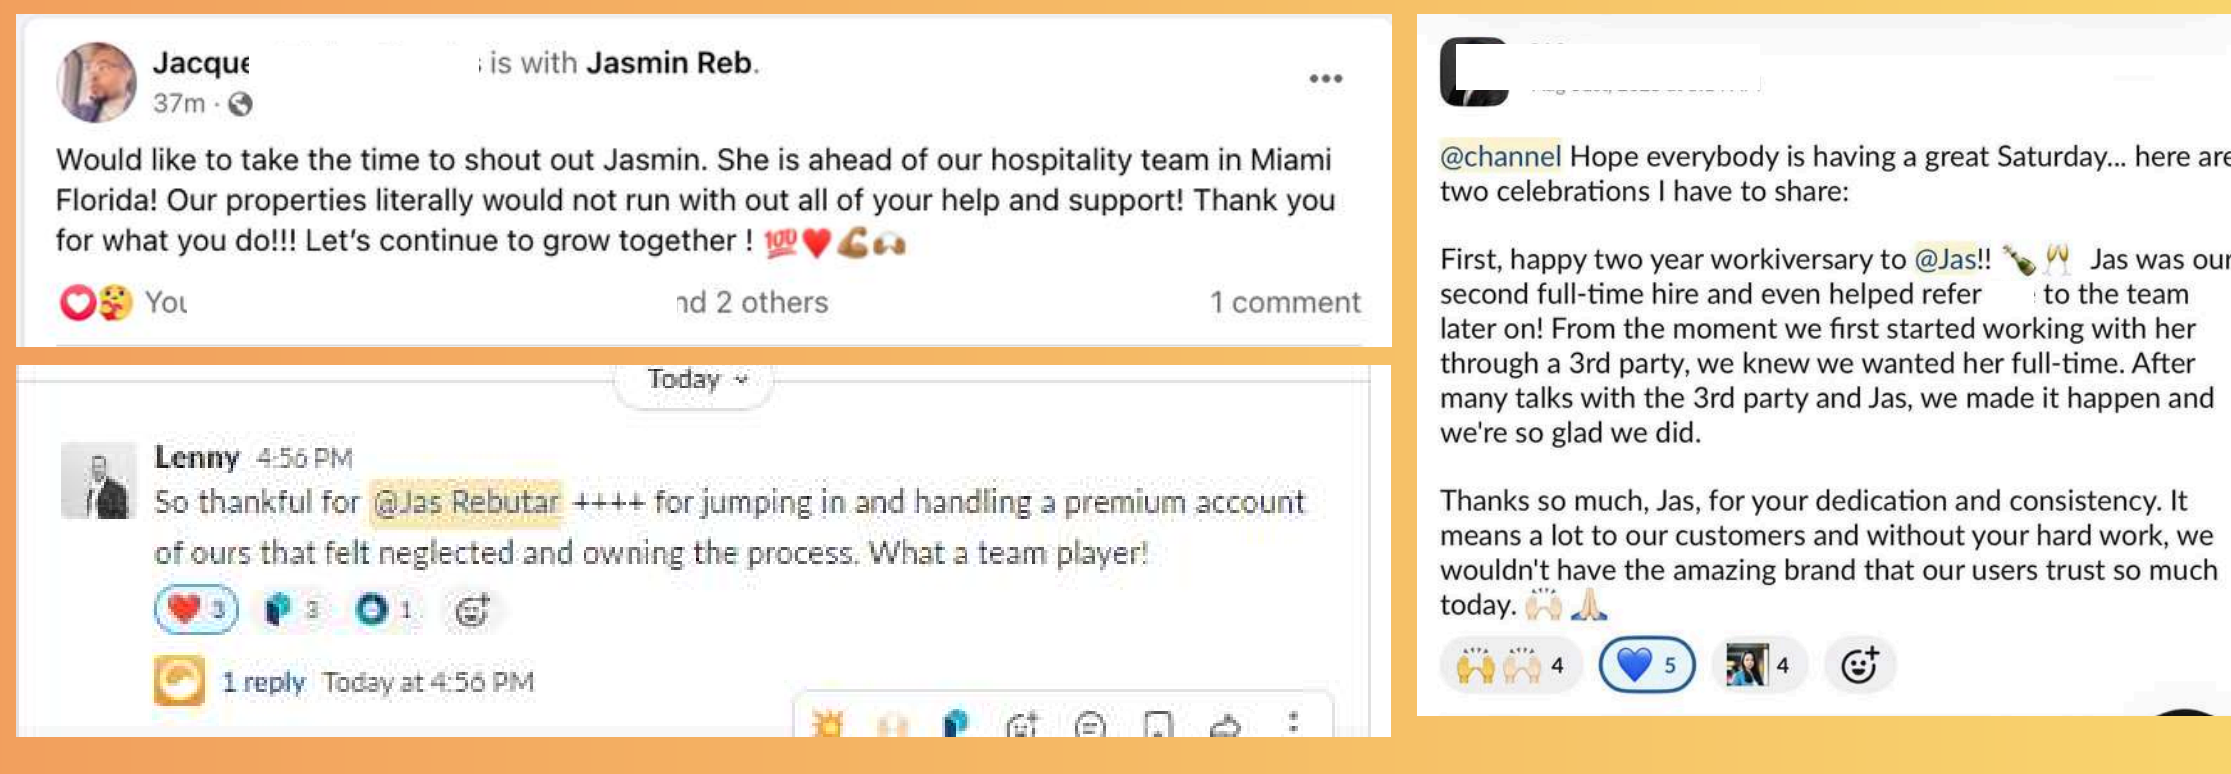 Jacque is with Jasmin Reb.
37m ·
Would like to take the time to shout out Jasmin. She is ahead of our hospitality team in Miami
Florida! Our properties literally would not run with out all of your help and support! Thank you
for what you do!!! Let's continue to grow together ! 💯❤️💪🏽🙌🏽
You nd 2 others 1 comment
Today
Lenny 4:56 PM
So thankful for @Jas Rebutar ++++ for jumping in and handling a premium account
of ours that felt neglected and owning the process. What a team player!
3 3 1
1 reply Today at 4:56 PM
@channel Hope everybody is having a great Saturday... here are
two celebrations I have to share:
First, happy two year workiversary to @Jas!! 🍾 🥂 Jas was our
second full-time hire and even helped refer to the team
later on! From the moment we first started working with her
through a 3rd party, we knew we wanted her full-time. After
many talks with the 3rd party and Jas, we made it happen and
we're so glad we did.
Thanks so much, Jas, for your dedication and consistency. It
means a lot to our customers and without your hard work, we
wouldn't have the amazing brand that our users trust so much
today. 🙌🏻 🙏🏻
4 5 4